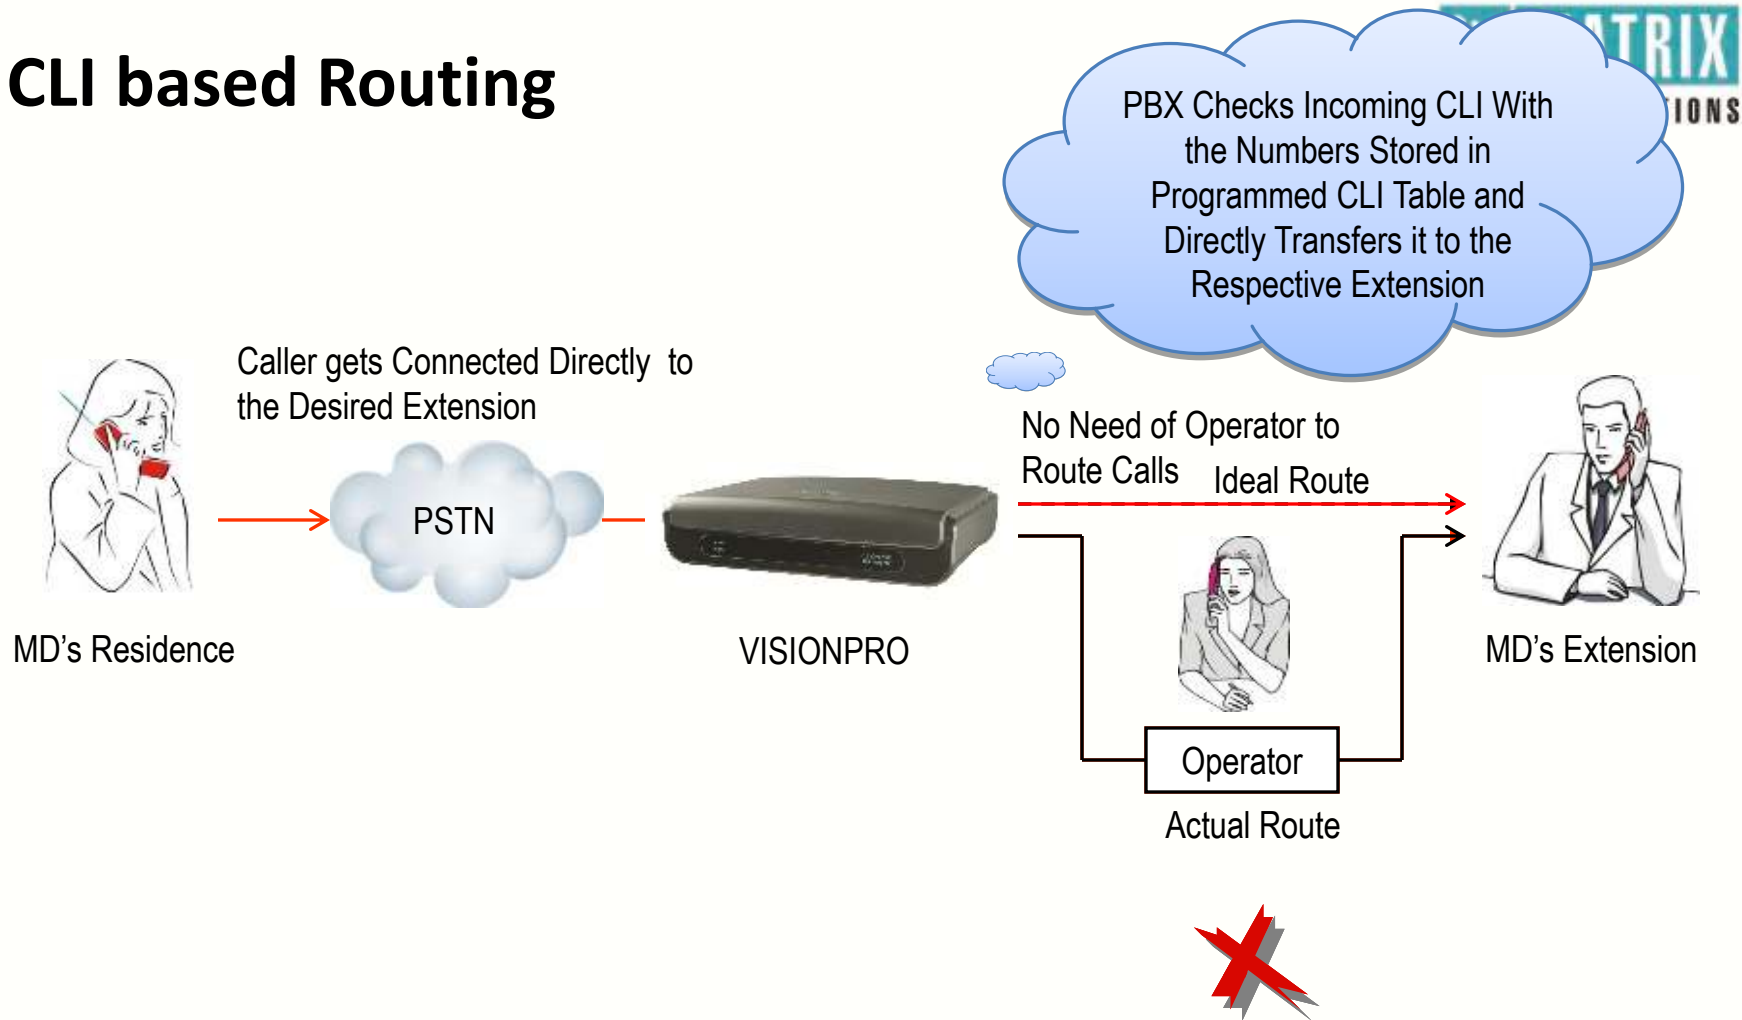 CLI based Routing
TRIX
IONS
PBX Checks Incoming CLI With
the Numbers Stored in
Programmed CLI Table and
Directly Transfers it to the
Respective Extension
Caller gets Connected Directly to
the Desired Extension
No Need of Operator to
Route Calls
Ideal Route
PSTN
MD's Residence
VISIONPRO
MD's Extension
Operator
Actual Route